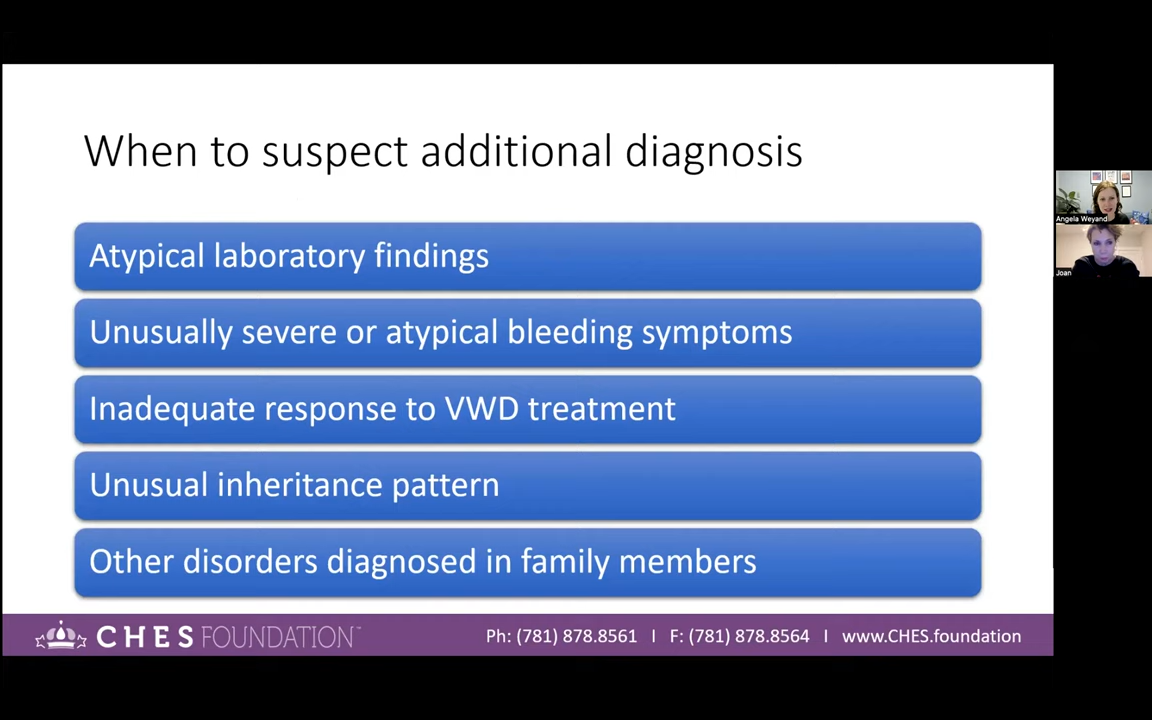 When to suspect additional diagnosis
Atypical laboratory findings
Unusually severe or atypical bleeding symptoms
Inadequate response to VWD treatment
Unusual inheritance pattern
Other disorders diagnosed in family members
CHES FOUNDATION™
Ph: (781) 878.8561 I F: (781) 878.8564 I www.CHES.foundation
Angela Weyand
Joan